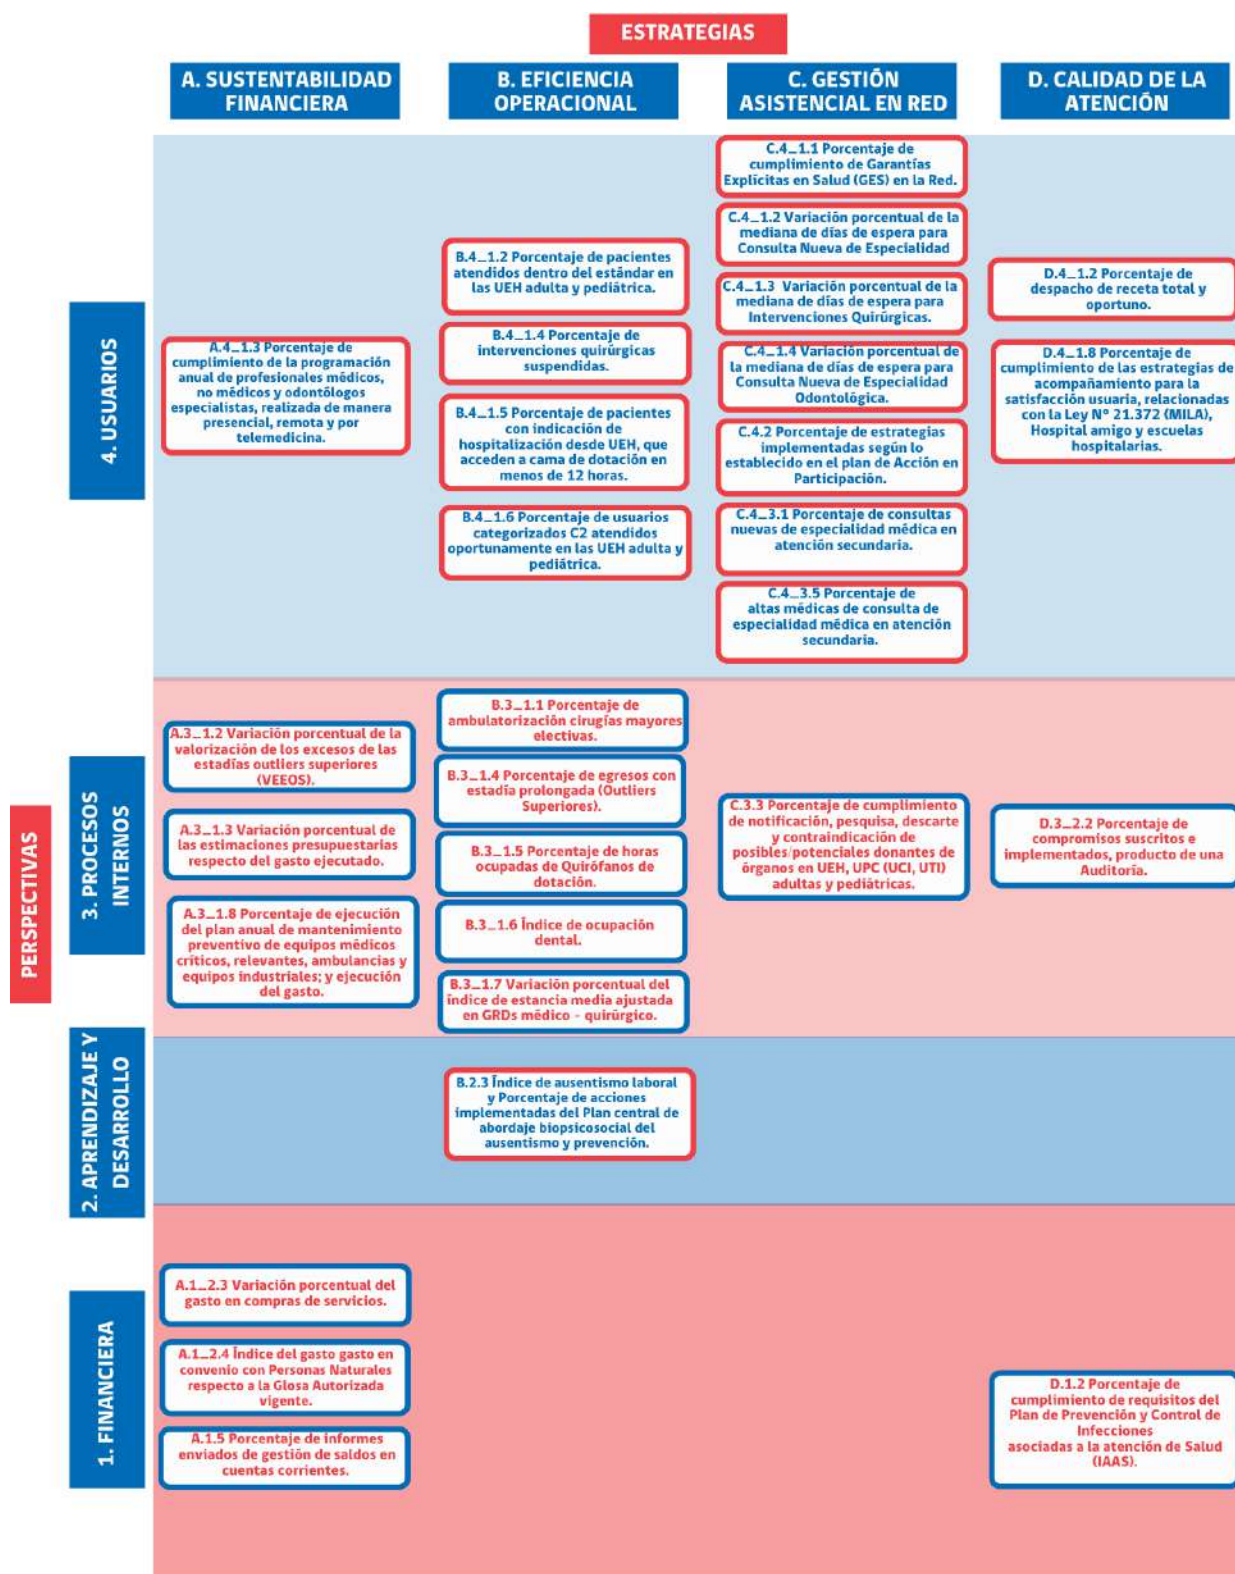 ESTRATEGIAS
A. SUSTENTABILIDAD
FINANCIERA
B. EFICIENCIA
OPERACIONAL
C. GESTIÓN
ASISTENCIAL EN RED
D. CALIDAD DE LA
ATENCIÓN
PERSPECTIVAS
4. USUARIOS
A.4_1.3 Porcentaje de
cumplimiento de la programación
anual de profesionales médicos,
no médicos y odontólogos
especialistas, realizada de manera
presencial, remota y por
telemedicina.
B.4_1.2 Porcentaje de pacientes
atendidos dentro del estándar en
las UEH adulta y pediátrica.
B.4_1.4 Porcentaje de
intervenciones quirúrgicas
suspendidas.
B.4_1.5 Porcentaje de pacientes
con indicación de
hospitalización desde UEH, que
acceden a cama de dotación en
menos de 12 horas.
B.4_1.6 Porcentaje de usuarios
categorizados C2 atendidos
oportunamente en las UEH adulta y
pediátrica.
C.4_1.1 Porcentaje de
cumplimiento de Garantías
Explícitas en Salud (GES) en la Red.
C.4_1.2 Variación porcentual de la
mediana de días de espera para
Consulta Nueva de Especialidad
C.4_1.3 Variación porcentual de la
mediana de días de espera para
Intervenciones Quirúrgicas.
C.4_1.4 Variación porcentual de
la mediana de días de espera para
Consulta Nueva de Especialidad
Odontológica.
C.4.2 Porcentaje de estrategias
implementadas según lo
establecido en el plan de Acción en
Participación.
C.4_3.1 Porcentaje de consultas
nuevas de especialidad médica en
atención secundaria.
C.4_3.5 Porcentaje de
altas médicas de consulta de
especialidad médica en atención
secundaria.
D.4_1.2 Porcentaje de
despacho de receta total y
oportuno.
D.4_1.8 Porcentaje de
cumplimiento de las estrategias de
acompañamiento para la
satisfacción usuaria, relacionadas
con la Ley N° 21.372 (MILA),
Hospital amigo y escuelas
hospitalarias.
3. PROCESOS
INTERNOS
A.3_1.2 Variación porcentual de la
valorización de los excesos de las
estadías outliers superiores
(VEEOS).
A.3_1.3 Variación porcentual de
las estimaciones presupuestarias
respecto del gasto ejecutado.
A.3_1.8 Porcentaje de ejecución
del plan anual de mantenimiento
preventivo de equipos médicos
críticos, relevantes, ambulancias y
equipos industriales; y ejecución
del gasto.
B.3_1.1 Porcentaje de
ambulatorización cirugías mayores
electivas.
B.3_1.4 Porcentaje de egresos con
estadía prolongada (Outliers
Superiores).
B.3_1.5 Porcentaje de horas
ocupadas de Quirófanos de
dotación.
B.3_1.6 Índice de ocupación
dental.
B.3_1.7 Variación porcentual del
índice de estancia media ajustada
en GRDs médico - quirúrgico.
C.3.3 Porcentaje de cumplimiento
de notificación, pesquisa, descarte
y contraindicación de
posibles/potenciales donantes de
órganos en UEH, UPC (UCI, UTI)
adultas y pediátricas.
D.3_2.2 Porcentaje de
compromisos suscritos e
implementados, producto de una
Auditoría.
2. APRENDIZAJE Y
DESARROLLO
B.2.3 Índice de ausentismo laboral
y Porcentaje de acciones
implementadas del Plan central de
abordaje biopsicosocial del
ausentismo y prevención.
1. FINANCIERA
A.1_2.3 Variación porcentual del
gasto en compras de servicios.
A.1_2.4 Índice del gasto gasto en
convenio con Personas Naturales
respecto a la Glosa Autorizada
vigente.
A.1.5 Porcentaje de informes
enviados de gestión de saldos en
cuentas corrientes.
D.1.2 Porcentaje de
cumplimiento de requisitos del
Plan de Prevención y Control de
Infecciones
asociadas a la atención de Salud
(IAAS).